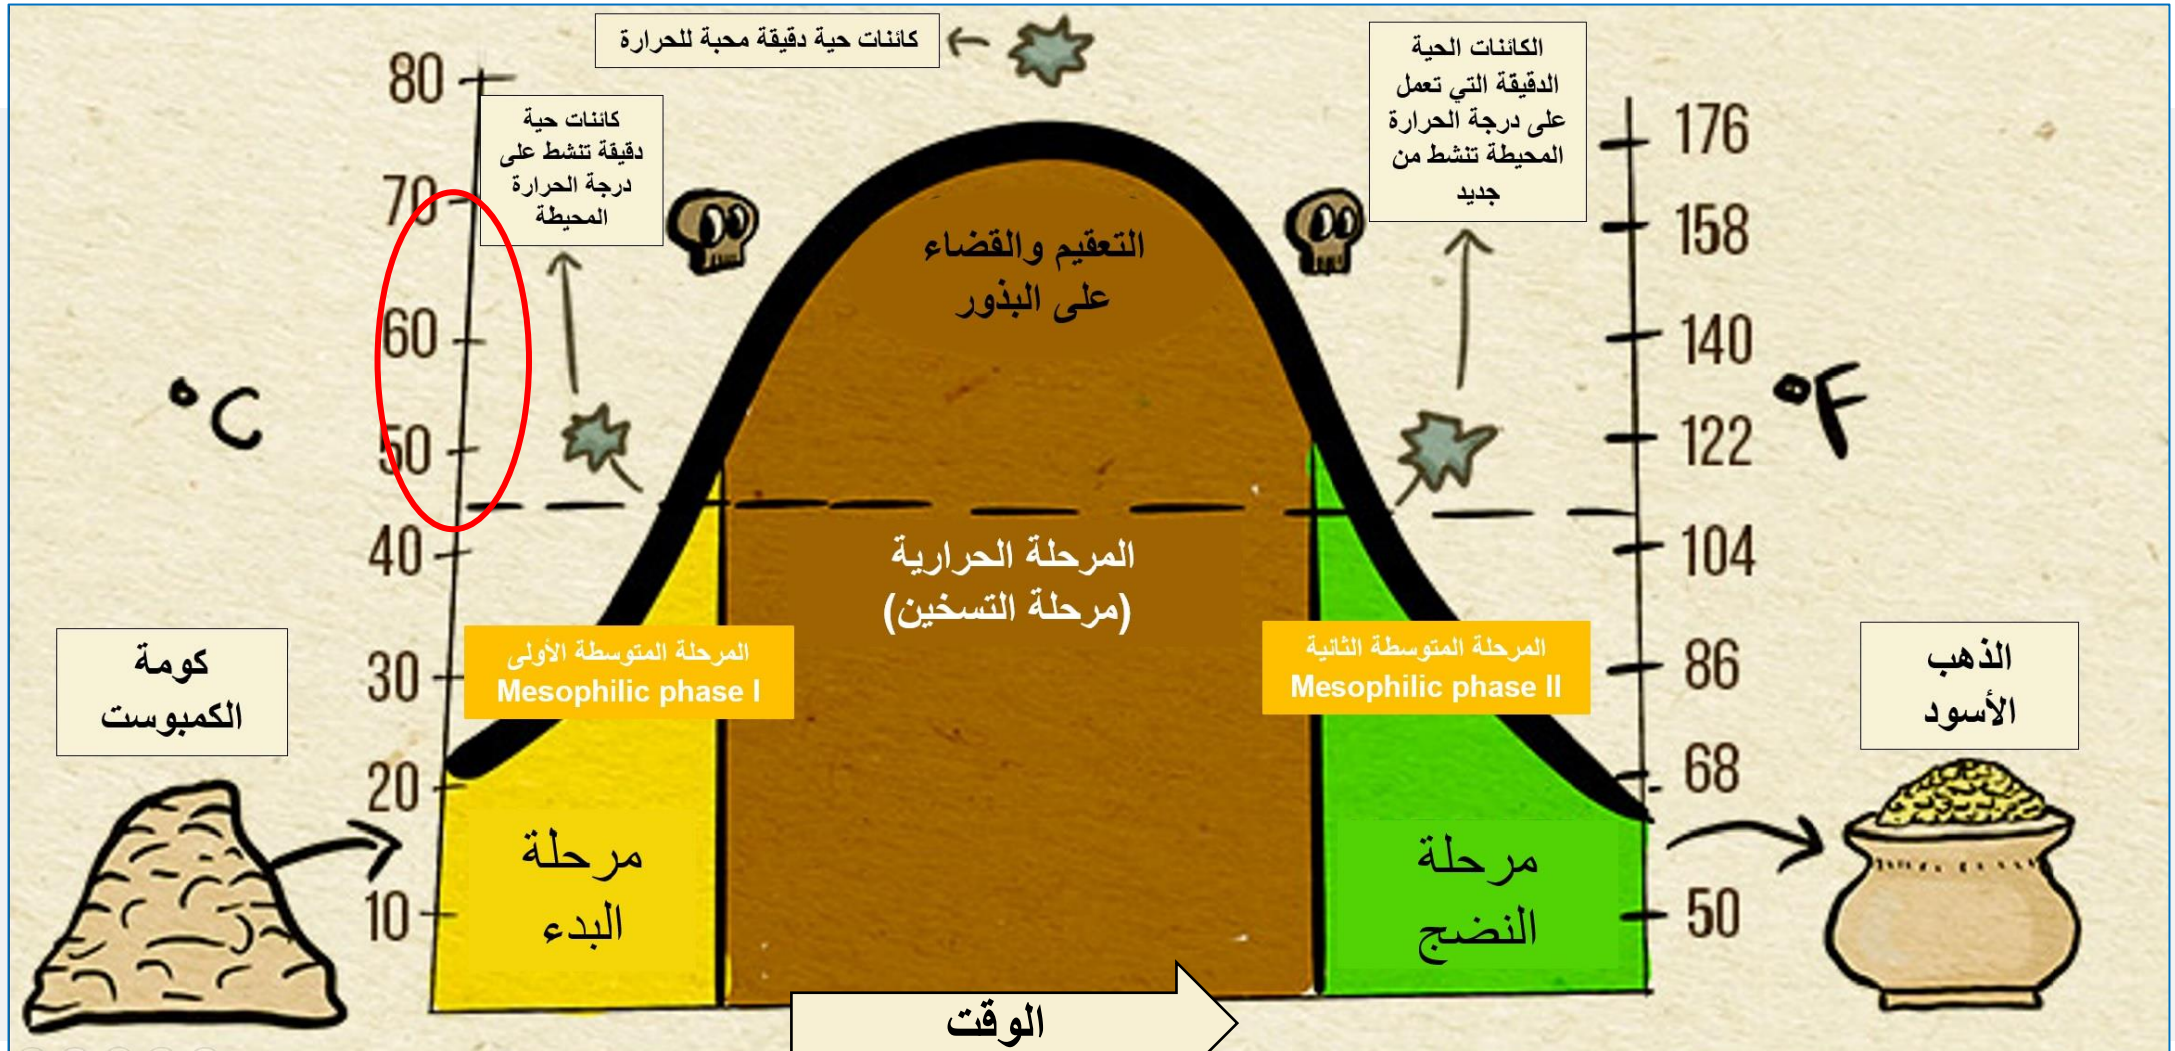 كائنات حية دقيقة محبة للحرارة
الكائنات الحية
الدقيقة التي تعمل
على درجة الحرارة
المحيطة تنشط من
جديد
كائنات حية
دقيقة تنشط على
درجة الحرارة
المحيطة
80
70
60
50
40
30
20
10
°C
176
158
140
122
104
86
68
50
°F
التعقيم والقضاء
على البذور
المرحلة الحرارية
(مرحلة التسخين)
المرحلة المتوسطة الأولى
Mesophilic phase I
المرحلة المتوسطة الثانية
Mesophilic phase II
كومة
الكمبوست
الذهب
الأسود
مرحلة
البدء
مرحلة
النضج
الوقت